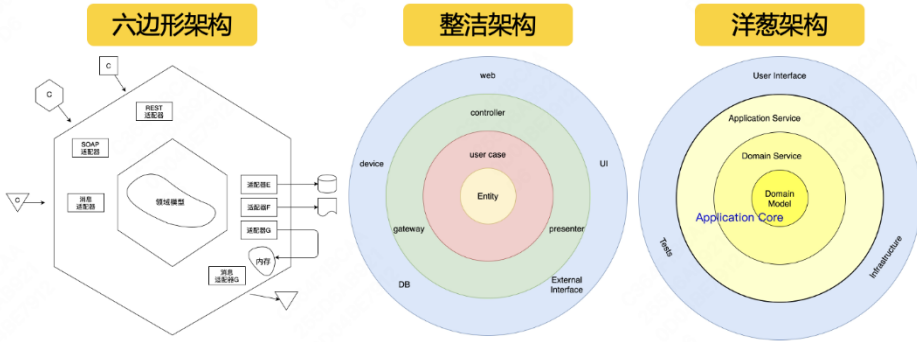 六边形架构
整洁架构
洋葱架构
C
C
C
REST
适配器
SOAP
适配器
消息
适配器
领域模型
适配器E
适配器F
适配器G
内存
消息
适配器G
web
controller
device
user case
UI
Entity
gateway
presenter
DB
External
Interface
User Interface
Application Service
Domain Service
Domain
Model
Application Core
Tests
Infrastructure